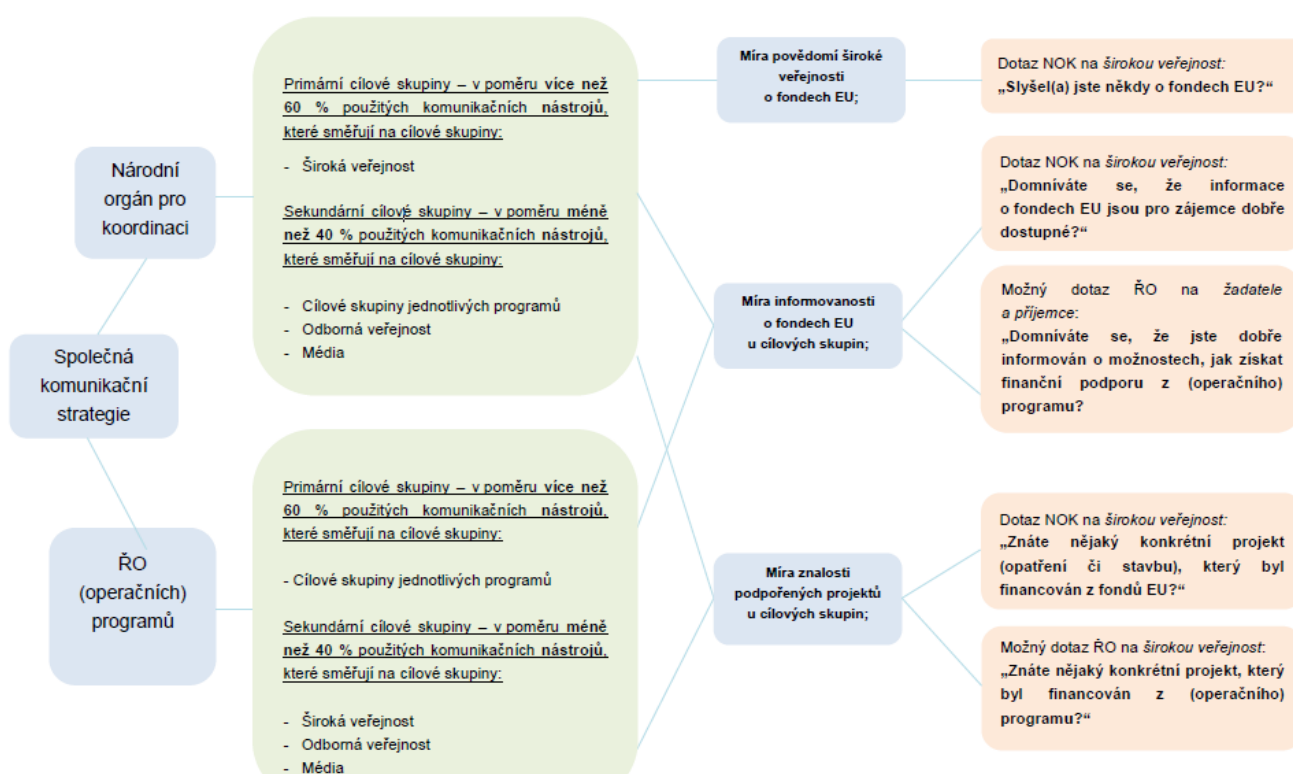 Národní
orgán pro
koordinaci
Společná
komunikační
strategie
ŘO
(operačních)
programů
Primární cílové skupiny – v poměru více než
60 % použitých komunikačních nástrojů,
které směřují na cílové skupiny:
- Široká veřejnost
Sekundární cílové skupiny – v poměru méně
než 40 % použitých komunikačních nástrojů,
které směřují na cílové skupiny:
- Cílové skupiny jednotlivých programů
- Odborná veřejnost
- Média
Primární cílové skupiny – v poměru více než
60 % použitých komunikačních nástrojů,
které směřují na cílové skupiny:
- Cílové skupiny jednotlivých programů
Sekundární cílové skupiny – v poměru méně
než 40 % použitých komunikačních nástrojů,
které směřují na cílové skupiny:
- Široká veřejnost
- Odborná veřejnost
- Média
Míra povědomí široké
veřejnosti
o fondech EU;
Míra informovanosti
o fondech EU
u cílových skupin;
Míra znalosti
podpořených projektů
u cílových skupin;
Dotaz NOK na širokou veřejnost:
„Slyšel(a) jste někdy o fondech EU?“
Dotaz NOK na širokou veřejnost:
„Domníváte se, že informace
o fondech EU jsou pro zájemce dobře
dostupné?“
Možný dotaz ŘO na žadatele
a příjemce:
„Domníváte se, že jste dobře
informován o možnostech, jak získat
finanční podporu z (operačního)
programu?
Dotaz NOK na širokou veřejnost:
„Znáte nějaký konkrétní projekt
(opatření či stavbu), který byl
financován z fondů EU?“
Možný dotaz ŘO na širokou veřejnost:
„Znáte nějaký konkrétní projekt, který
byl financován z (operačního)
programu?“